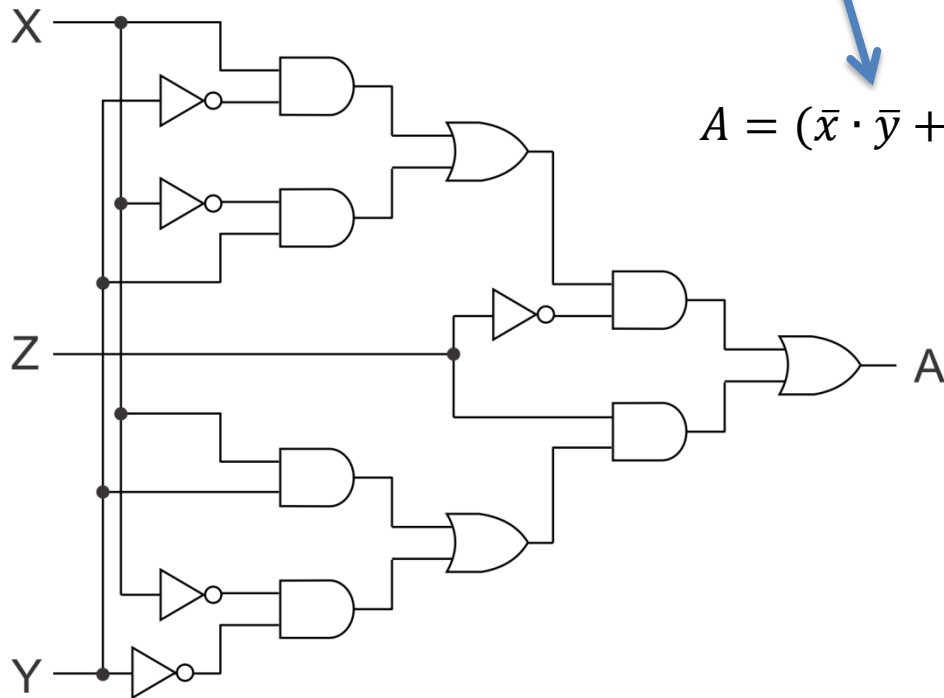 X
A = (x̄ · ȳ +
Z
A
Y